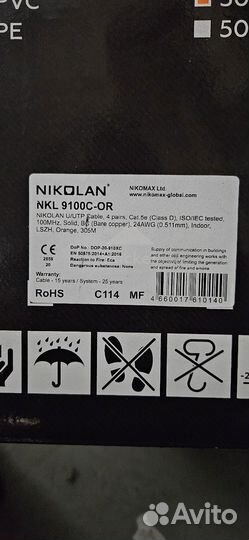 PVC
50
PE
50
NIKOLAN®
NIKOMAX Ltd.
www.nikomax-global.com
NKL 9100C-OR
NIKOLAN U/UTP Cable, 4 pairs, Cat.5e (Class D), ISO/IEC tested,
100MHz, Solid, BC (Bare copper), 24AWG (0.511mm), Indoor,
LSZH, Orange, 305M
CE
DoP No.:
EN 50575:2014+A1:2016
Reaction to Fire: Eca
Dangerous substances: None
Supply of communication in buildings
and other civil engineering works with
the objective of limiting the generation
and spread of fire and smoke
20
Cable - 15 years / System - 25 years
RoHS
C114
MF
4 660017 610140
Avito